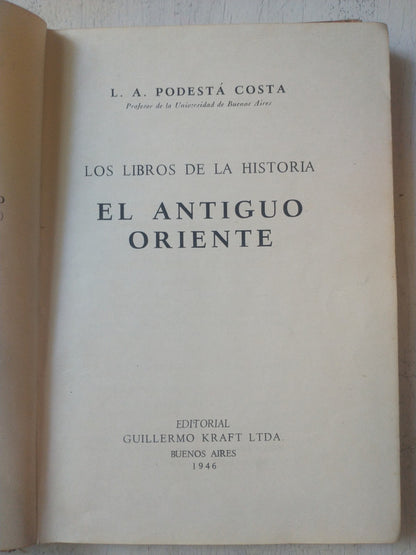 L. A. PODESTÁ COSTA
Profesor de la Universidad de Buenos Aires
LOS LIBROS DE LA HISTORIA
EL ANTIGUO
ORIENTE
EDITORIAL
GUILLERMO KRAFT LTDA.
BUENOS AIRES
1946